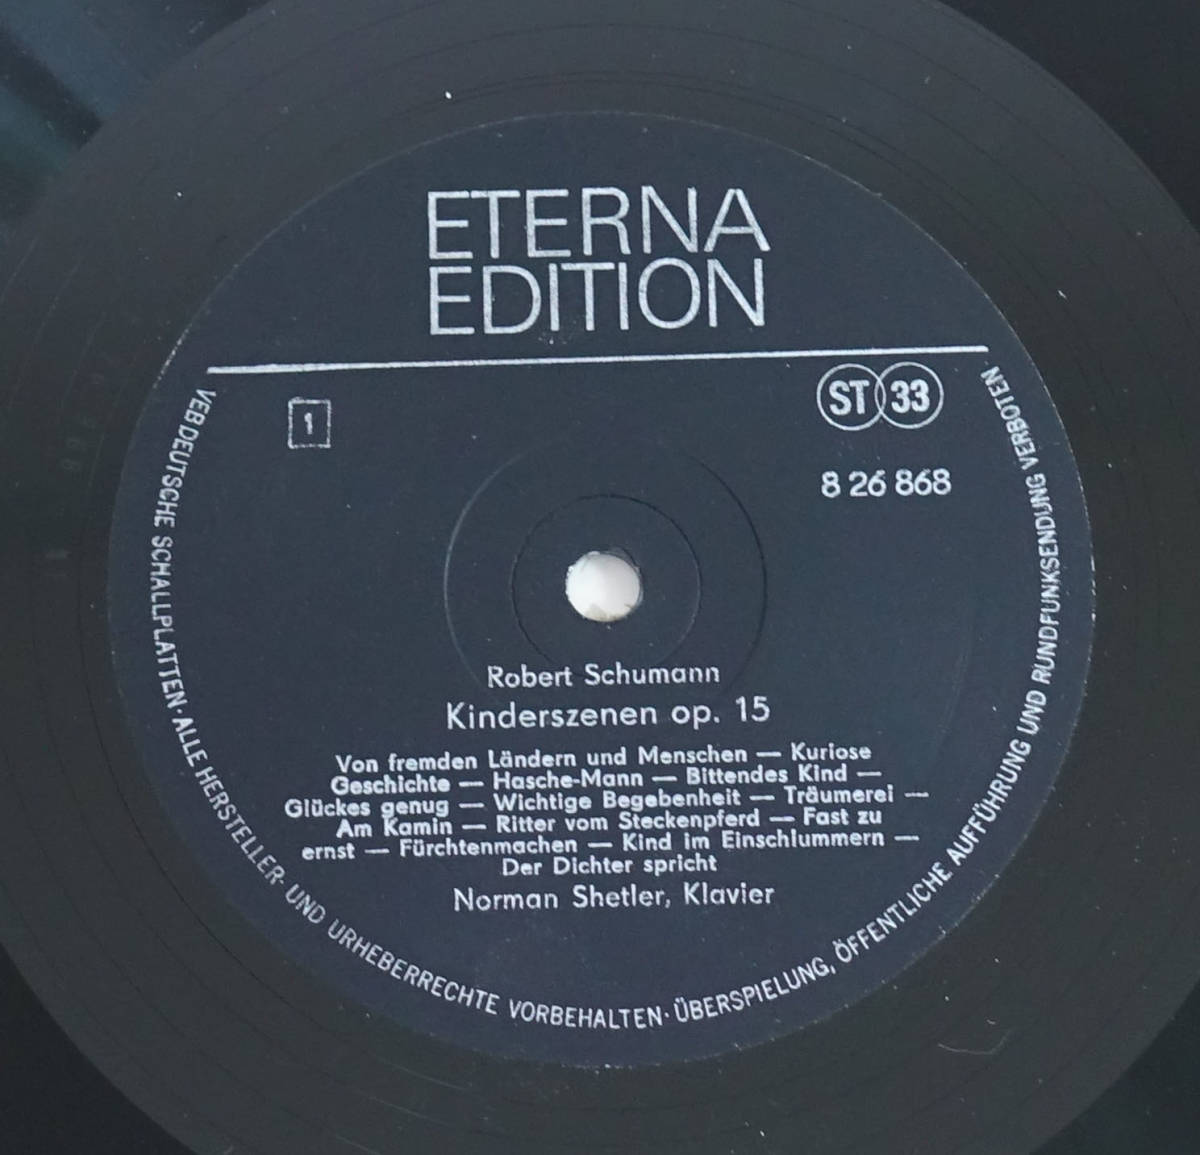 ETERNA
EDITION
1
ST 33
8 26 868
Robert Schumann
Kinderszenen op. 15
Von fremden Ländern und Menschen — Kuriose
Geschichte — Hasche-Mann — Bittendes Kind —
Glückes genug — Wichtige Begebenheit — Träumerei —
Am Kamin — Ritter vom Steckenpferd — Fast zu
ernst — Fürchtenmachen — Kind im Einschlummern —
Der Dichter spricht
Norman Shetler, Klavier
VEB DEUTSCHE SCHALLPLATTEN · ALLE HERSTELLER- UND URHEBERRECHTE VORBEHALTEN · ÜBERSPIELUNG, ÖFFENTLICHE AUFFÜHRUNG UND RUNDFUNKSENDUNG VERBOTEN